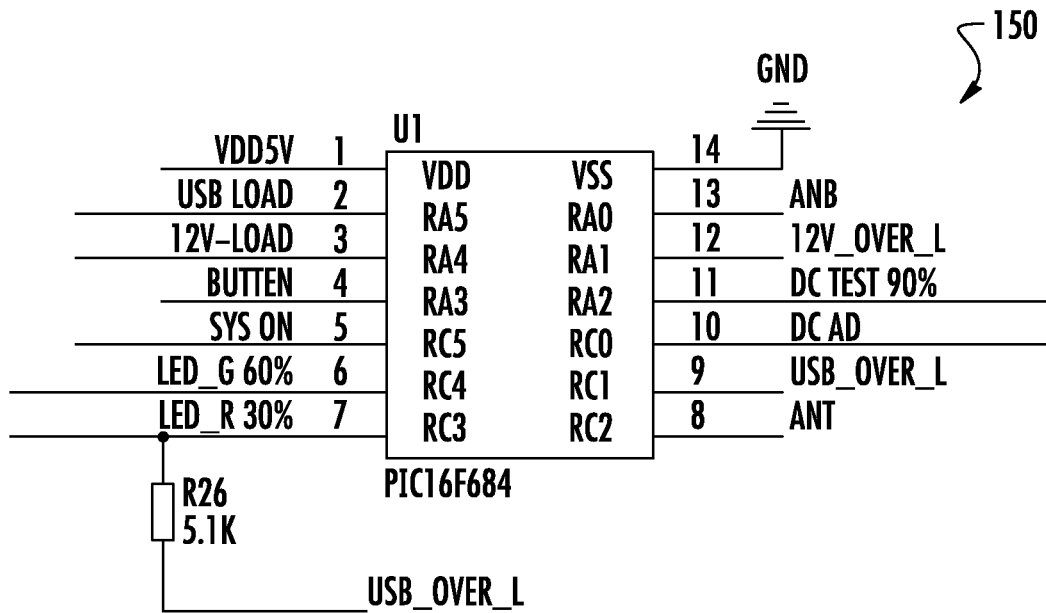 150
GND
U1
VDD5V 1 VDD VSS 14
USB LOAD 2 RA5 RA0 13 ANB
12V–LOAD 3 RA4 RA1 12 12V_OVER_L
BUTTEN 4 RA3 RA2 11 DC TEST 90%
SYS ON 5 RC5 RC0 10 DC AD
LED_G 60% 6 RC4 RC1 9 USB_OVER_L
LED_R 30% 7 RC3 RC2 8 ANT
PIC16F684
R26
5.1K
USB_OVER_L